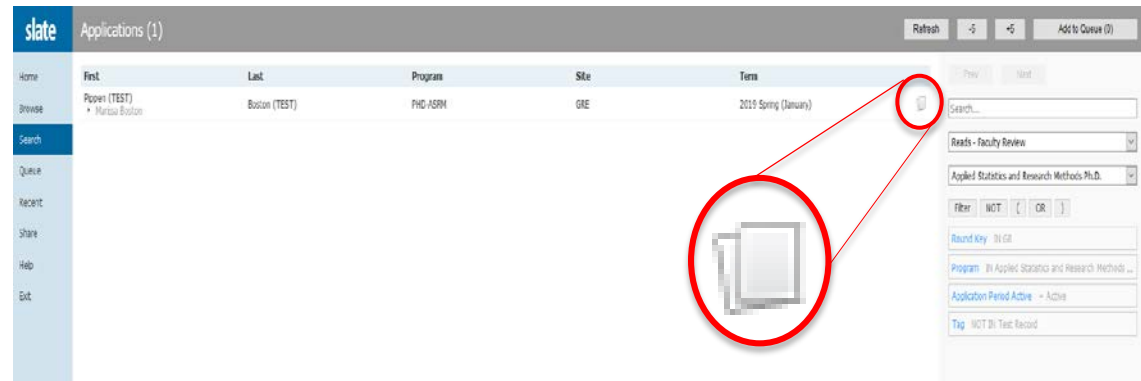 slate
Applications (1)
Refresh
-5
+5
Add to Queue (0)
Home
Browse
Search
Queue
Recent
Share
Help
Exit
First Last Program Site Term
Pippen (TEST) Boston (TEST) PHD-ASRM GRE 2019 Spring (January)
Marissa Boston
Prev Next
Search...
Reads - Faculty Review
Applied Statistics and Research Methods Ph.D.
Filter NOT ( OR )
Round Key IN GR
Program IN Applied Statistics and Research Methods ...
Application Period Active = Active
Tag NOT IN Test Record